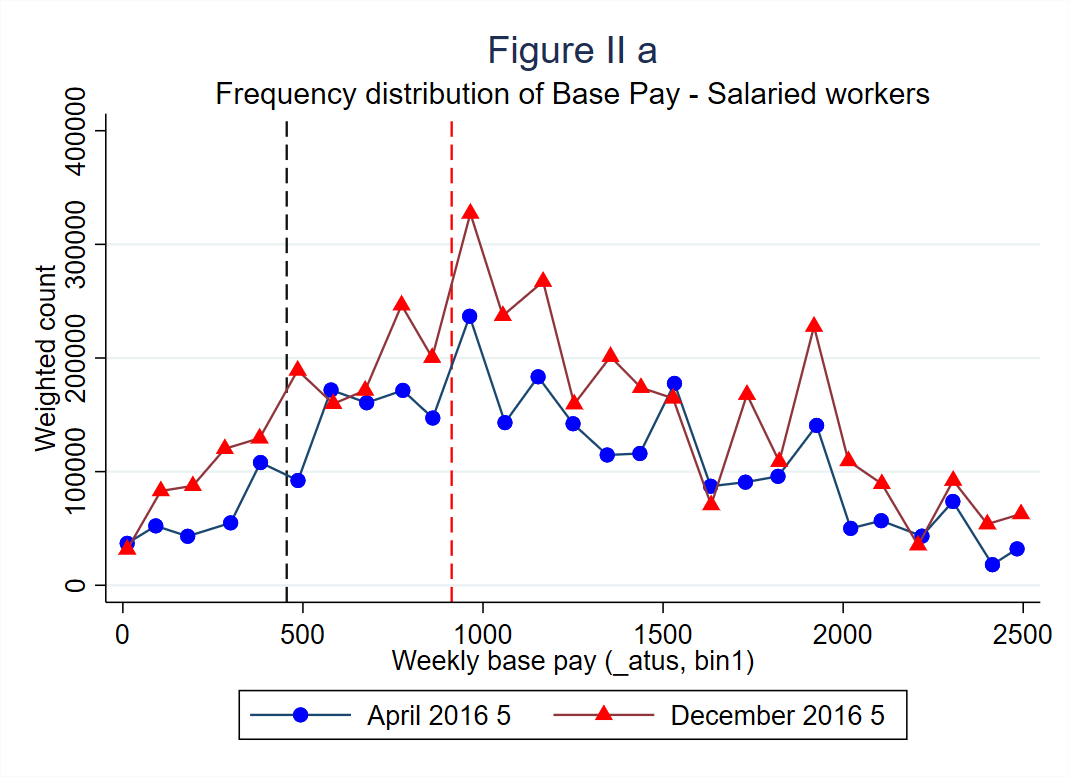 Figure II a
Frequency distribution of Base Pay - Salaried workers
Weighted count
400000
300000
200000
100000
0
0 500 1000 1500 2000 2500
Weekly base pay (_atus, bin1)
April 2016 5 December 2016 5